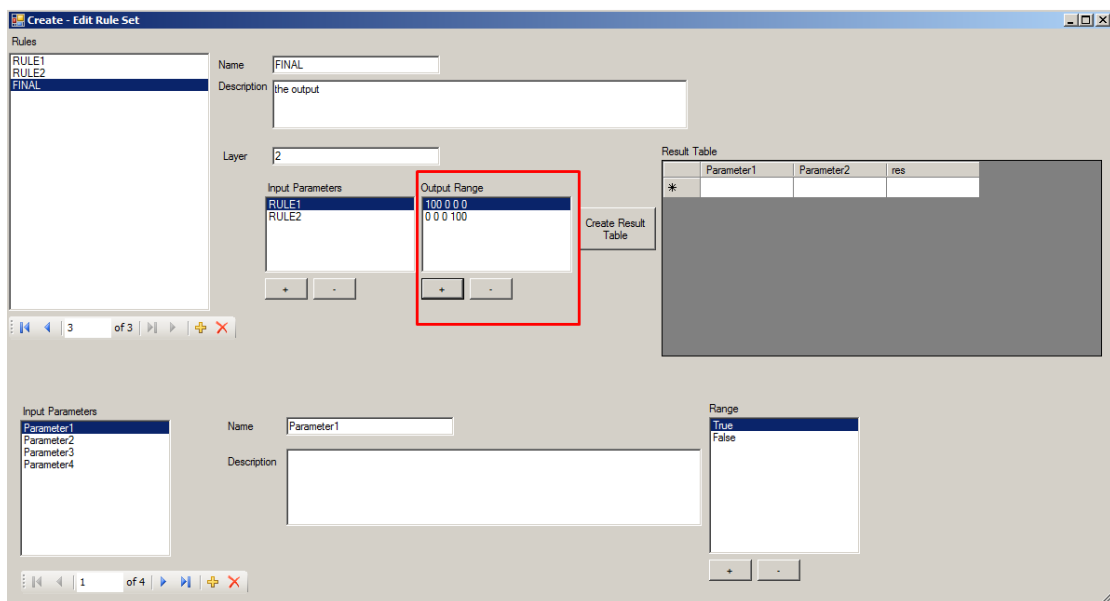 Create - Edit Rule Set
Rules
RULE1
RULE2
FINAL
Name FINAL
Description the output
Layer 2
Input Parameters
RULE1
RULE2
+ -
Output Range
100 0 0 0
0 0 0 100
+ -
Create Result
Table
Result Table
Parameter1 Parameter2 res
*
3 of 3
Input Parameters
Parameter1
Parameter2
Parameter3
Parameter4
Name Parameter1
Description
Range
True
False
+ -
1 of 4